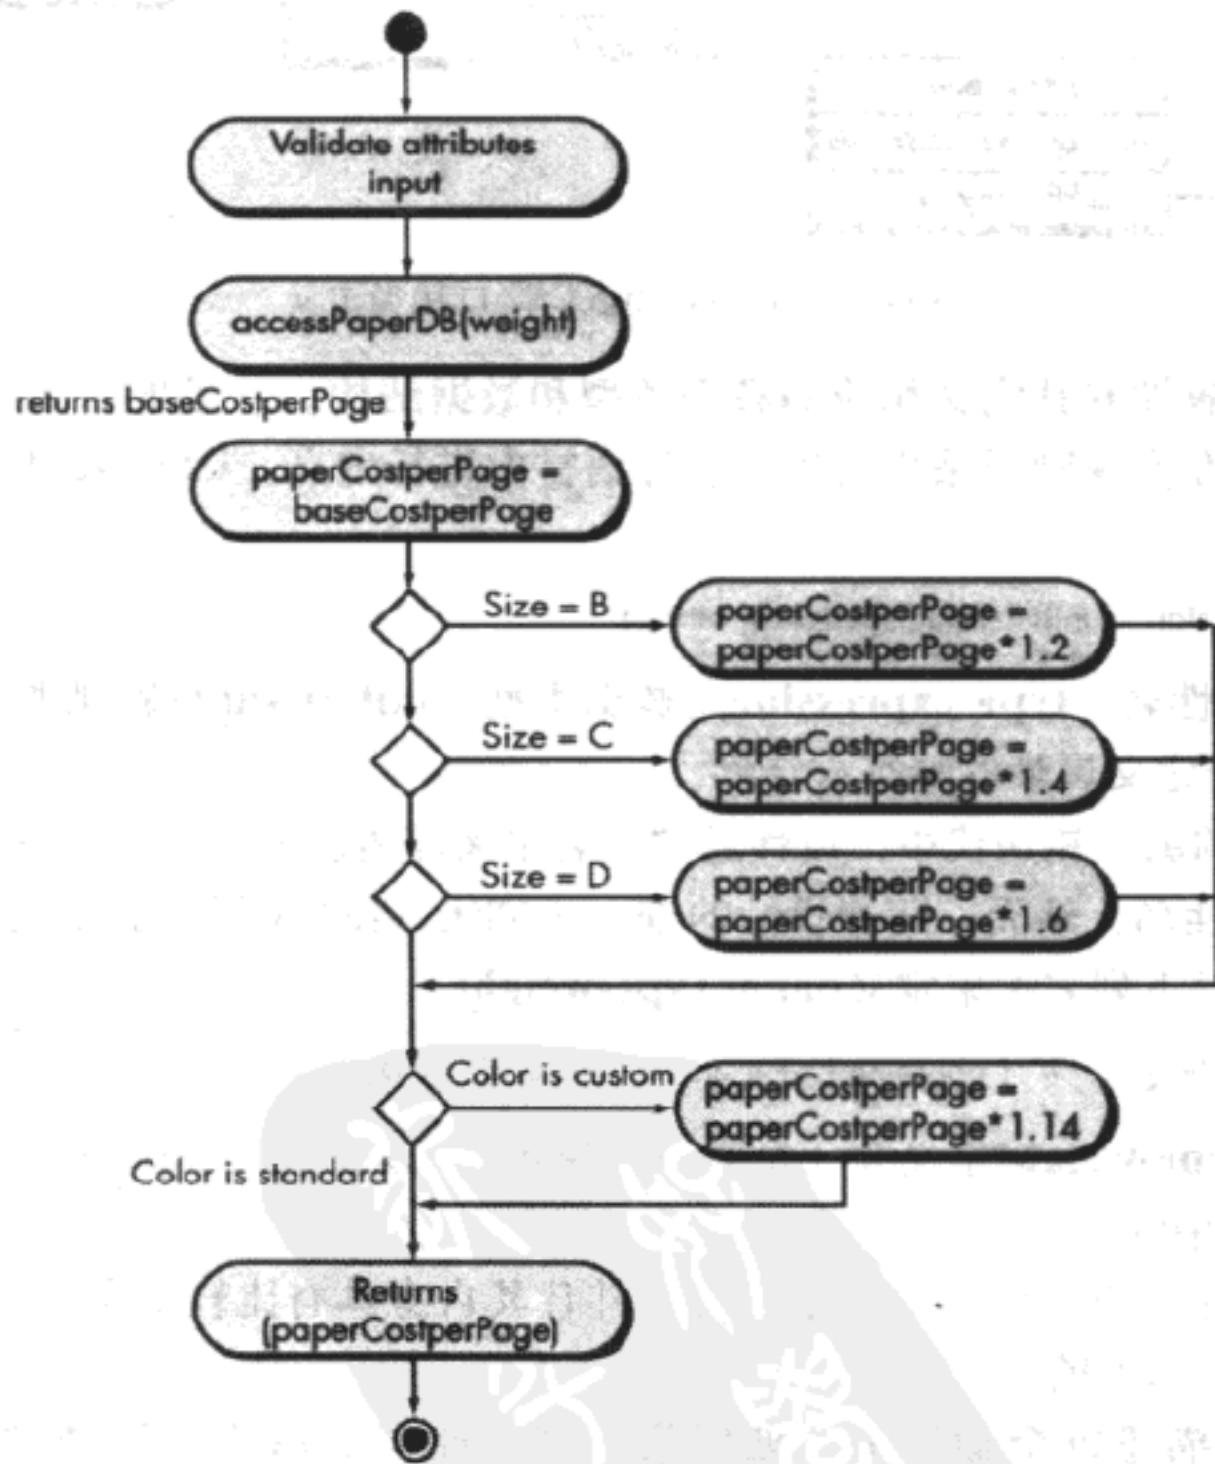 Validate attributes
input
accessPaperDB(weight)
returns baseCostperPage
paperCostperPage =
baseCostperPage
Size = B
paperCostperPage =
paperCostperPage*1.2
Size = C
paperCostperPage =
paperCostperPage*1.4
Size = D
paperCostperPage =
paperCostperPage*1.6
Color is custom
paperCostperPage =
paperCostperPage*1.14
Color is standard
Returns
(paperCostperPage)